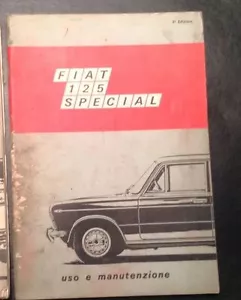 FIAT
125
SPECIAL
uso e manutenzione